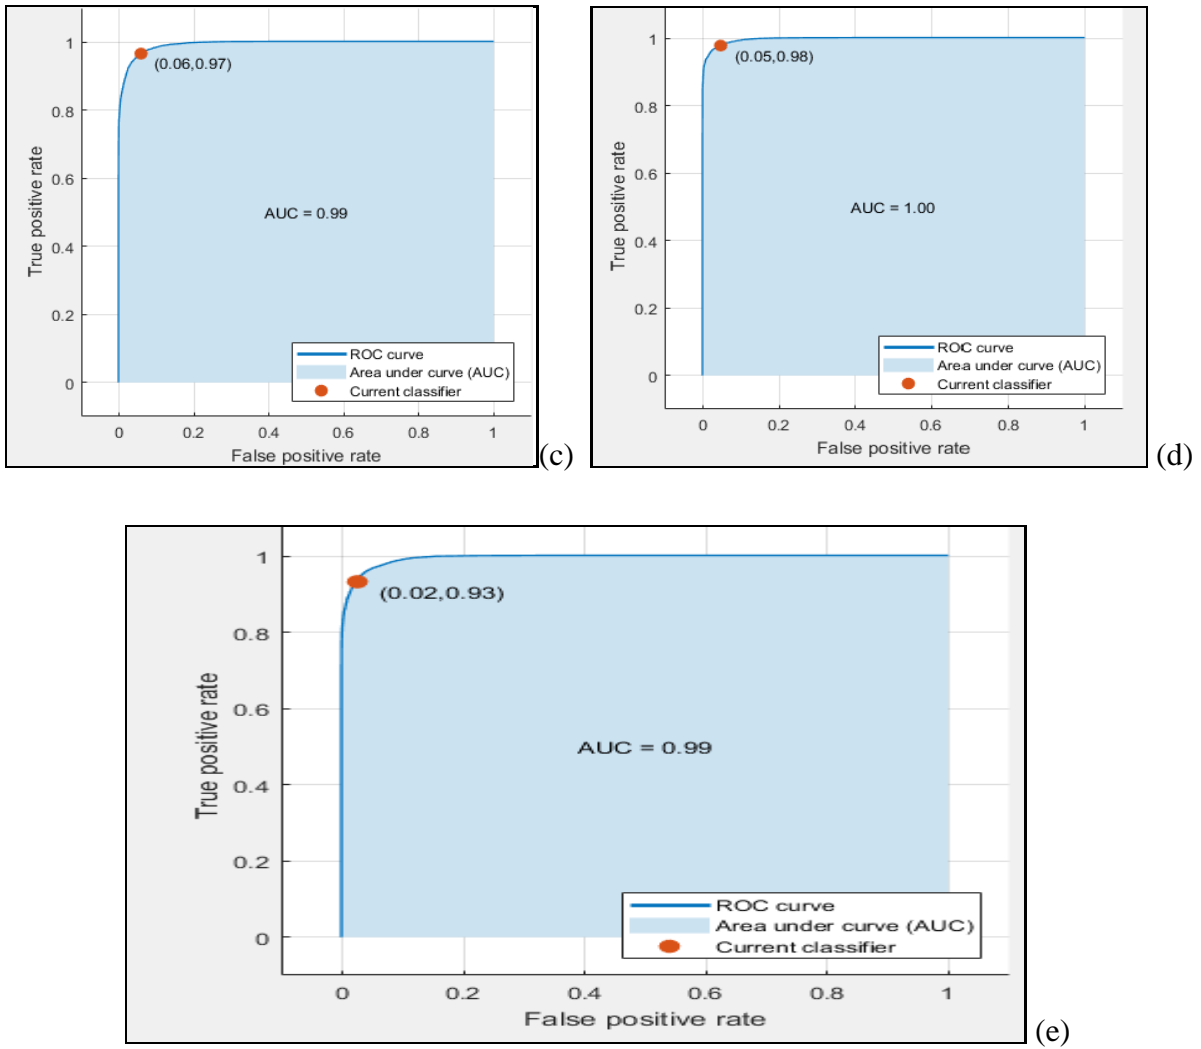 1
0.8
0.6
0.4
0.2
0
True positive rate
(0.06,0.97)
AUC = 0.99
ROC curve
Area under curve (AUC)
Current classifier
0 0.2 0.4 0.6 0.8 1
False positive rate
(c)
1
0.8
0.6
0.4
0.2
0
True positive rate
(0.05,0.98)
AUC = 1.00
ROC curve
Area under curve (AUC)
Current classifier
0 0.2 0.4 0.6 0.8 1
False positive rate
(d)
1
0.8
0.6
0.4
0.2
0
True positive rate
(0.02,0.93)
AUC = 0.99
ROC curve
Area under curve (AUC)
Current classifier
0 0.2 0.4 0.6 0.8 1
False positive rate
(e)